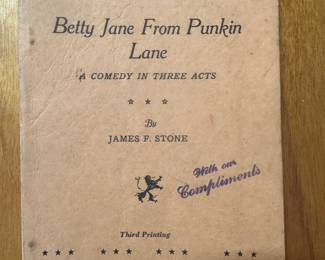 Betty Jane From Punkin
Lane
A COMEDY IN THREE ACTS
* * *
By
JAMES F. STONE
With our
Compliments
Third Printing
* * * * * * * * * * * *